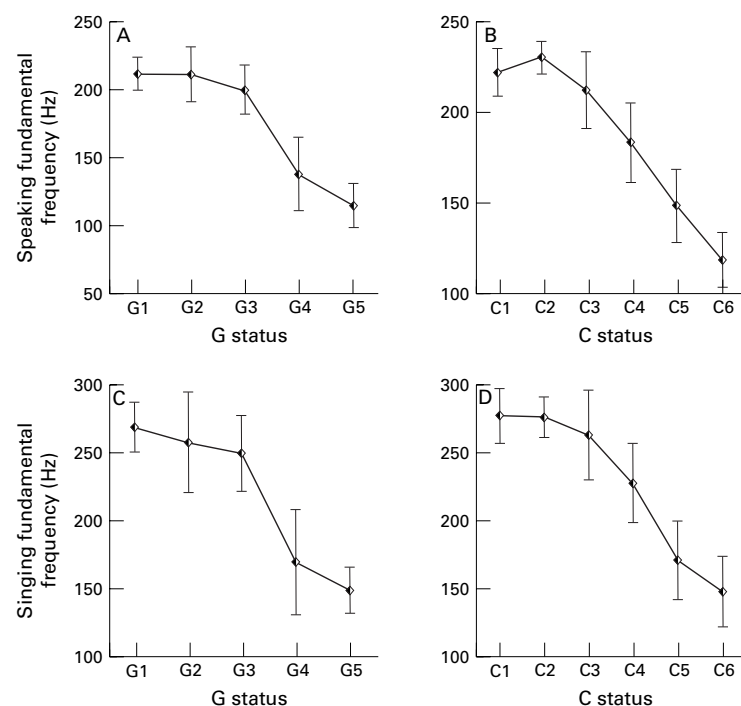 A
250
200
150
100
50
Speaking fundamental
frequency (Hz)
G1 G2 G3 G4 G5
G status
B
250
200
150
100
C1 C2 C3 C4 C5 C6
C status
C
300
250
200
150
100
Singing fundamental
frequency (Hz)
G1 G2 G3 G4 G5
G status
D
300
250
200
150
100
C1 C2 C3 C4 C5 C6
C status